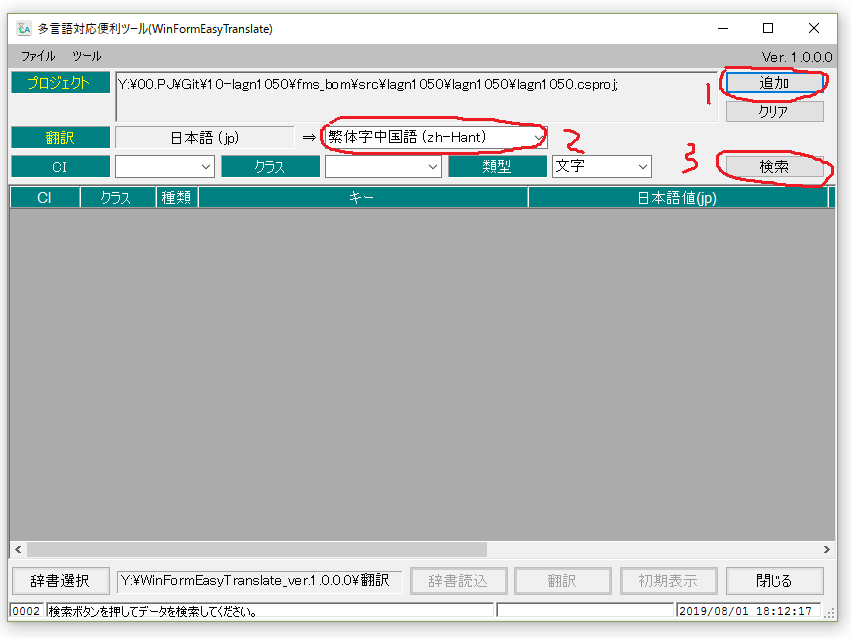 多言語対応便利ツール(WinFormEasyTranslate)
ファイル ツール Ver. 1.0.0.0
プロジェクト Y:¥00.PJ¥Git¥10-lagn1050¥fms_bom¥src¥lagn1050¥lagn1050¥lagn1050.csproj; 1 追加
クリア
翻訳 日本語 (jp) ⇒ 繁体字中国語 (zh-Hant) 2
CI クラス 類型 文字 3 検索
CI クラス 種類 キー 日本語値(jp)
辞書選択 Y:¥WinFormEasyTranslate_ver.1.0.0.0¥翻訳 辞書読込 翻訳 初期表示 閉じる
0002 検索ボタンを押してデータを検索してください。 2019/08/01 18:12:17